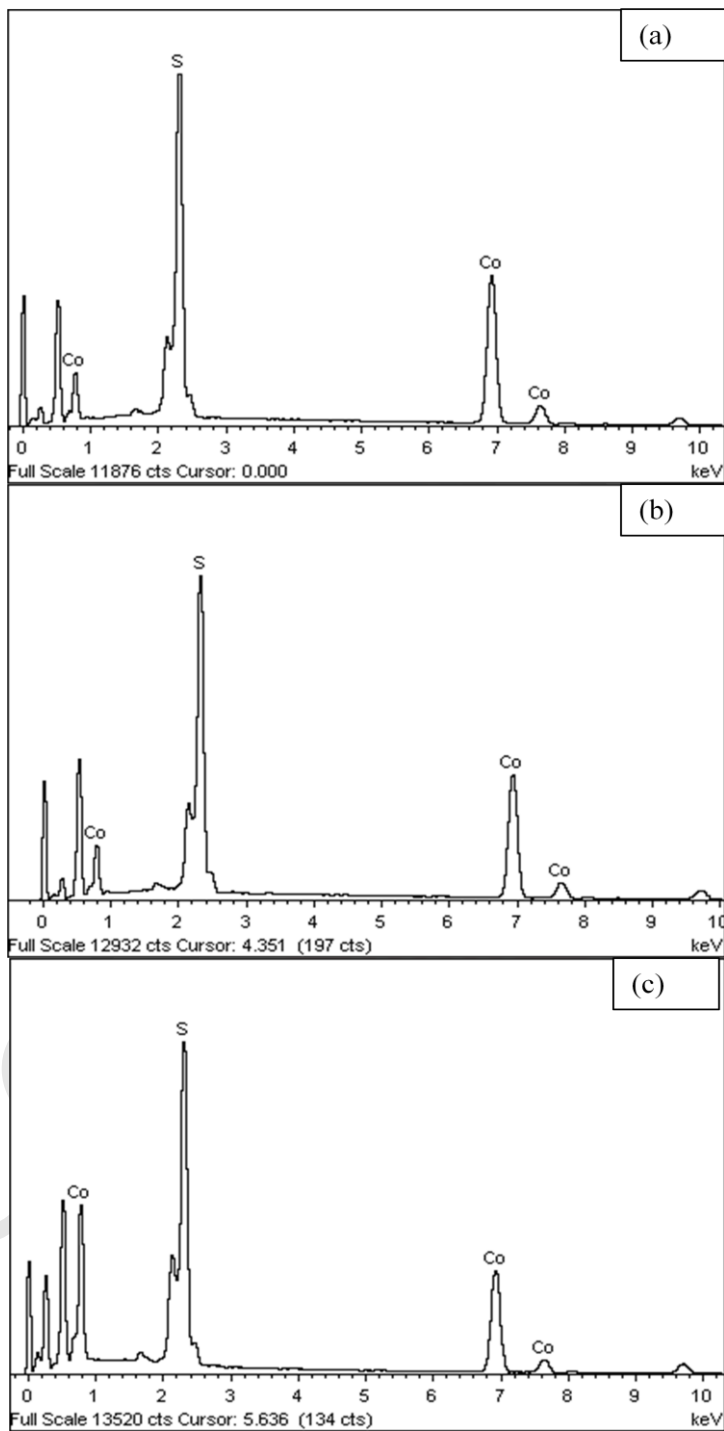 (a)
S
Co
Co
Co
0 1 2 3 4 5 6 7 8 9 10
Full Scale 11876 cts Cursor: 0.000 keV
(b)
S
Co
Co
Co
0 1 2 3 4 5 6 7 8 9 10
Full Scale 12932 cts Cursor: 4.351 (197 cts) keV
(c)
S
Co
Co
Co
0 1 2 3 4 5 6 7 8 9 10
Full Scale 13520 cts Cursor: 5.636 (134 cts) keV